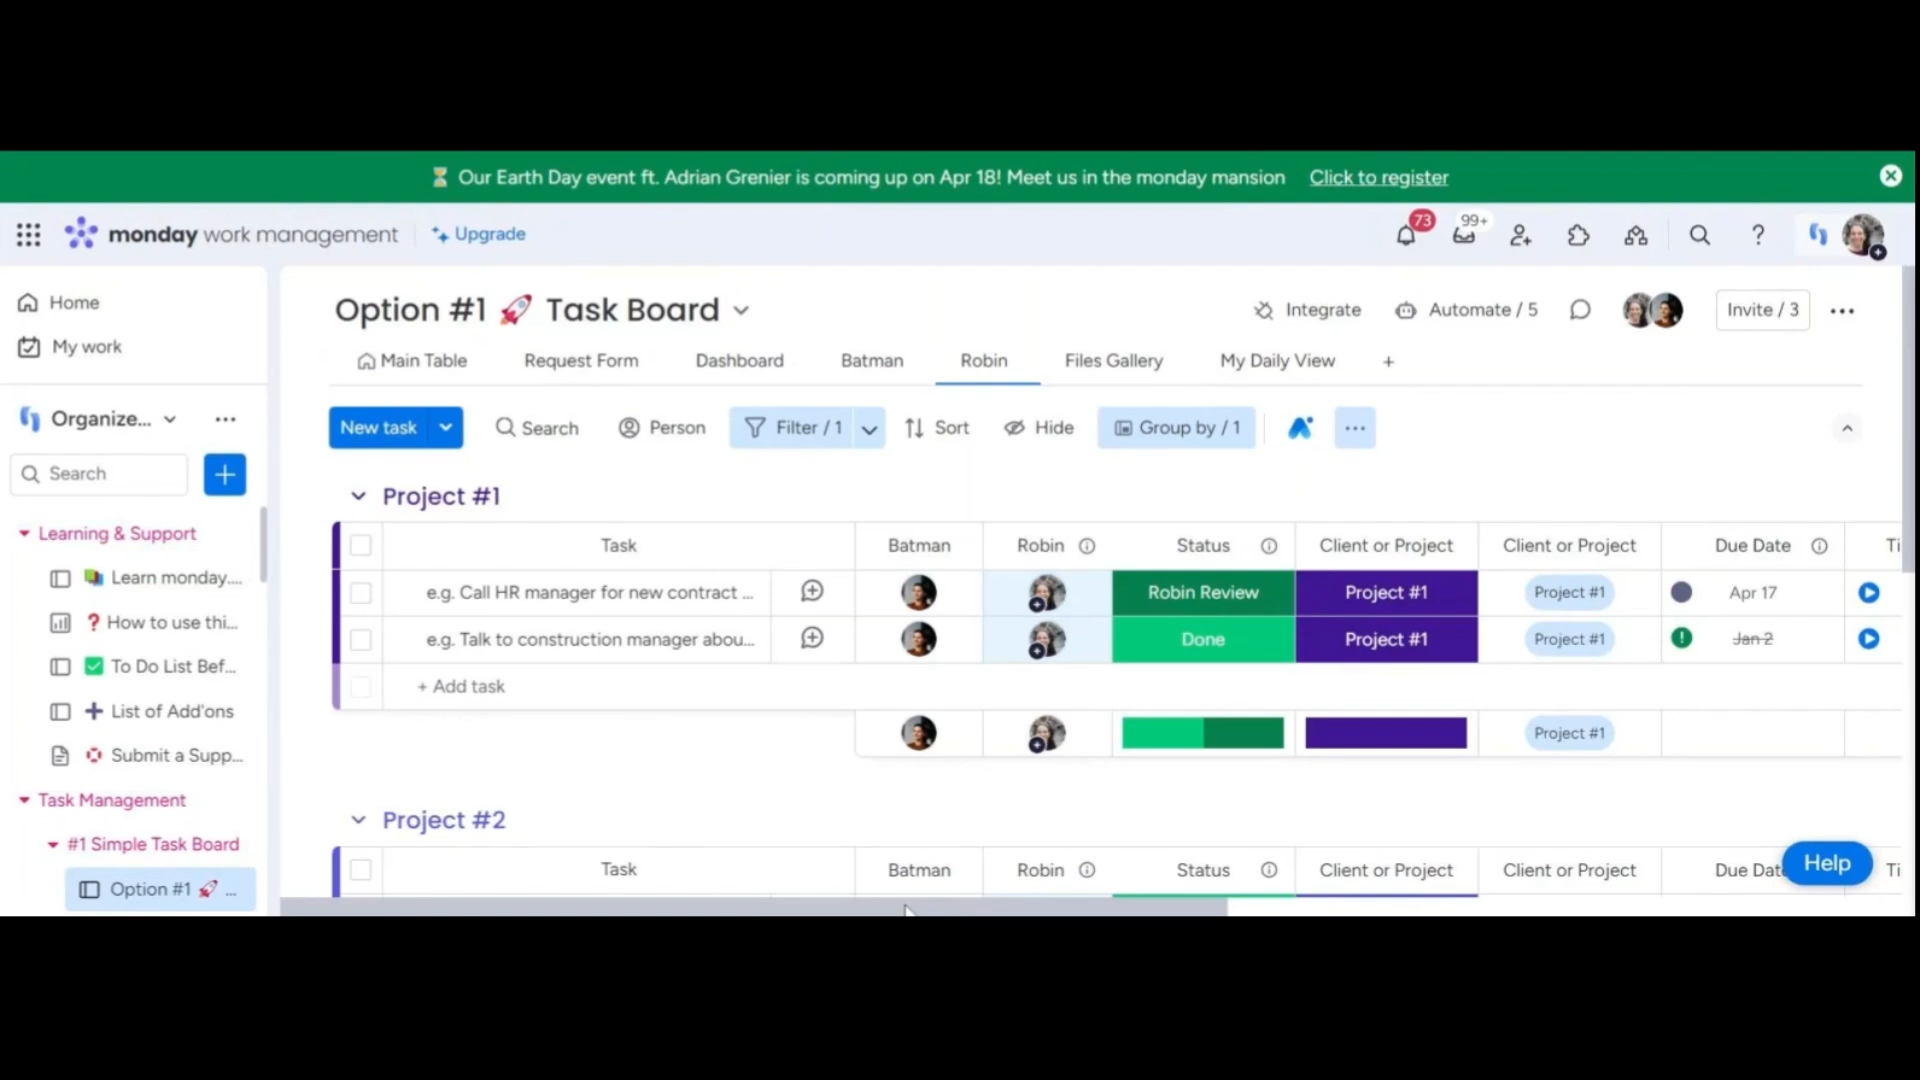 Our Earth Day event ft. Adrian Grenier is coming up on Apr 18! Meet us in the monday mansion Click to register
monday work management Upgrade 73 99+ ?
Home
My work
Organize...
Search
Learning & Support
Learn monday....
How to use thi...
To Do List Bef...
List of Add'ons
Submit a Supp...
Task Management
#1 Simple Task Board
Option #1 ...
Option #1 Task Board Integrate Automate / 5 Invite / 3
Main Table Request Form Dashboard Batman Robin Files Gallery My Daily View +
New task Search Person Filter / 1 Sort Hide Group by / 1
Project #1
Task Batman Robin Status Client or Project Client or Project Due Date Ti
e.g. Call HR manager for new contract ... Robin Review Project #1 Project #1 Apr 17
e.g. Talk to construction manager abou... Done Project #1 Project #1 Jan 2
+ Add task
Project #1
Project #2
Task Batman Robin Status Client or Project Client or Project Due Dat Ti
Help